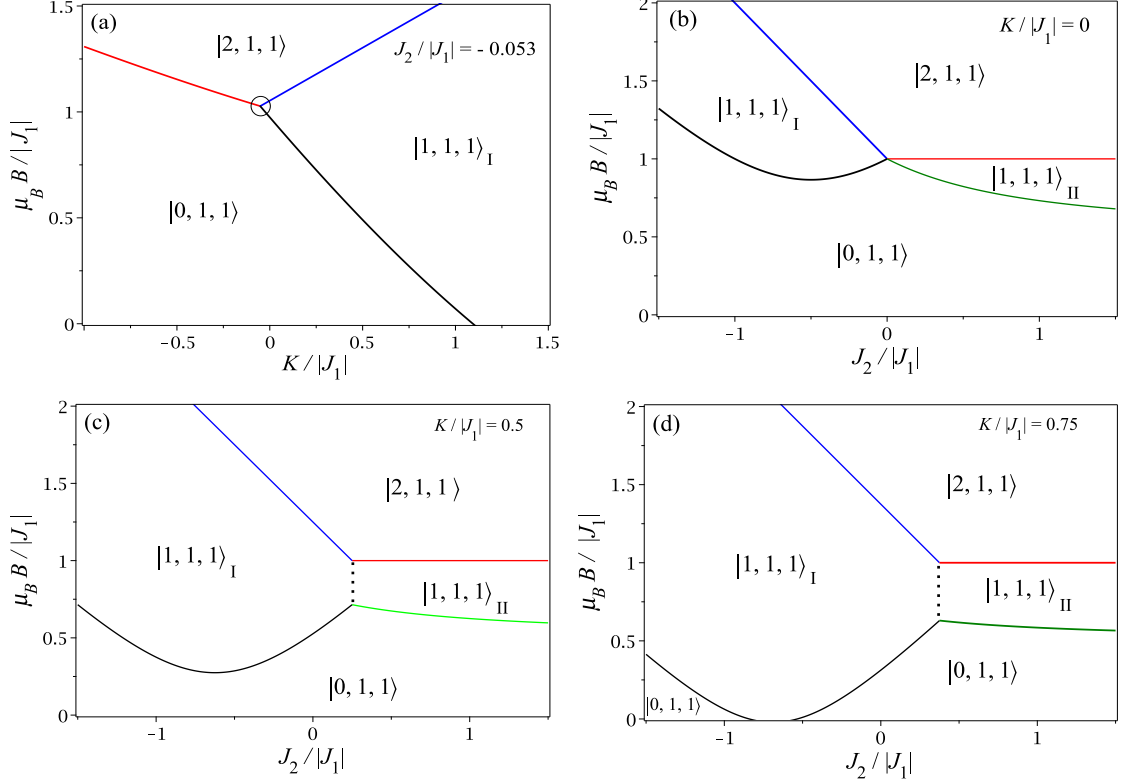 (a)
|2, 1, 1⟩
J₂ / |J₁| = - 0.053
|1, 1, 1⟩ I
|0, 1, 1⟩
μ_B B / |J₁|
1.5
1
0.5
0
-0.5
0
0.5
1
1.5
K / |J₁|
(b)
K / |J₁| = 0
|2, 1, 1⟩
|1, 1, 1⟩ I
|1, 1, 1⟩ II
|0, 1, 1⟩
μ_B B / |J₁|
2
1.5
1
0.5
0
-1
0
1
J₂ / |J₁|
(c)
K / |J₁| = 0.5
|2, 1, 1⟩
|1, 1, 1⟩ I
|1, 1, 1⟩ II
|0, 1, 1⟩
μ_B B / |J₁|
2
1.5
1
0.5
0
-1
0
1
J₂ / |J₁|
(d)
K / |J₁| = 0.75
|2, 1, 1⟩
|1, 1, 1⟩ I
|1, 1, 1⟩ II
|0, 1, 1⟩
|0, 1, 1⟩
μ_B B / |J₁|
2
1.5
1
0.5
0
-1
0
1
J₂ / |J₁|